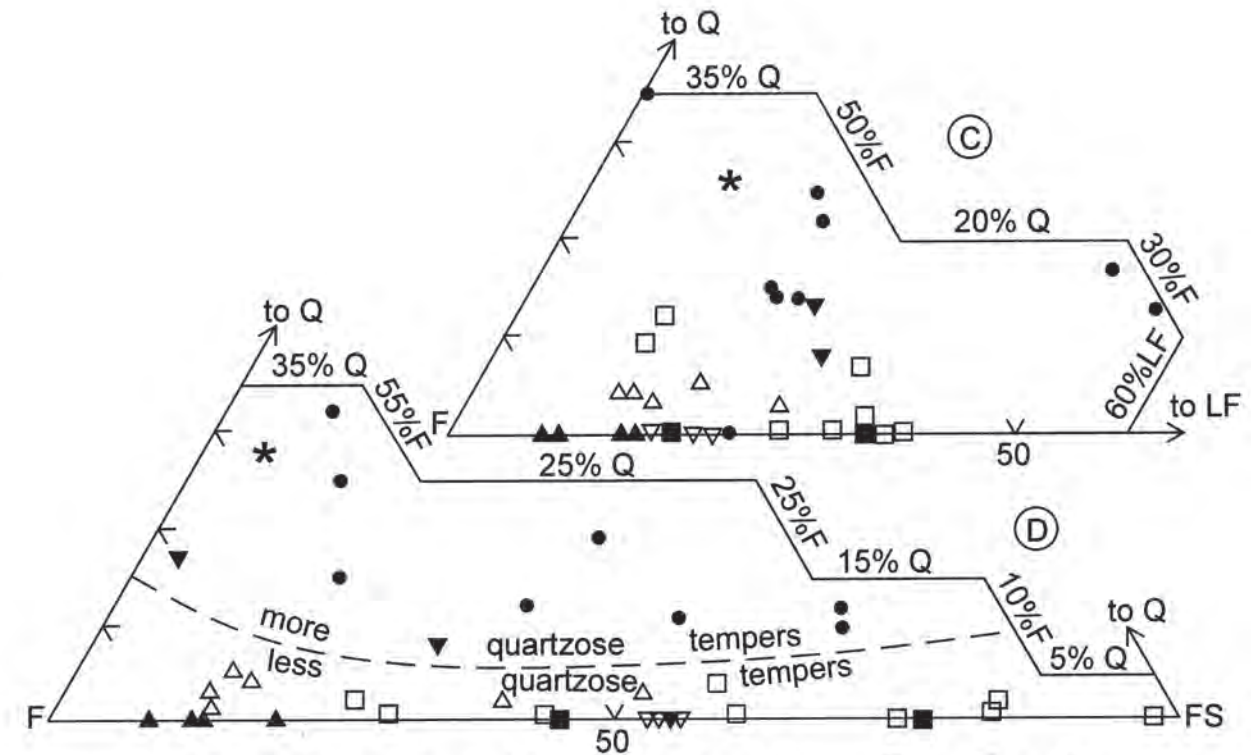 to Q
35% Q
50%F
C
20% Q
30%F
60%LF
F
to LF
50
to Q
35% Q
55%F
25% Q
25%F
D
15% Q
10%F
to Q
5% Q
more quartzose tempers
less quartzose tempers
F
50
FS